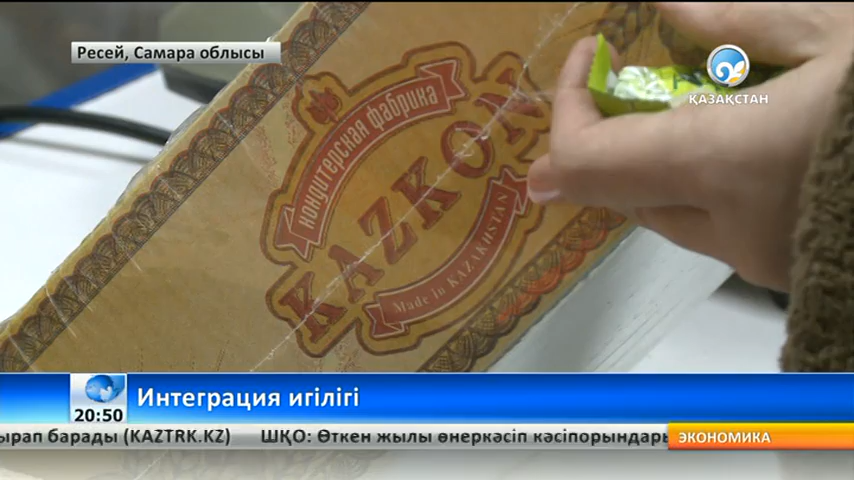 Ресей, Самара облысы
ҚАЗАҚСТАН
кондитерская фабрика
KAZKON
Made in KAZAKHSTAN
Интеграция игілігі
20:50
ырап барады (KAZTRK.KZ) ШҚО: Өткен жылы өнеркәсіп кәсіпорындары
ЭКОНОМИКА